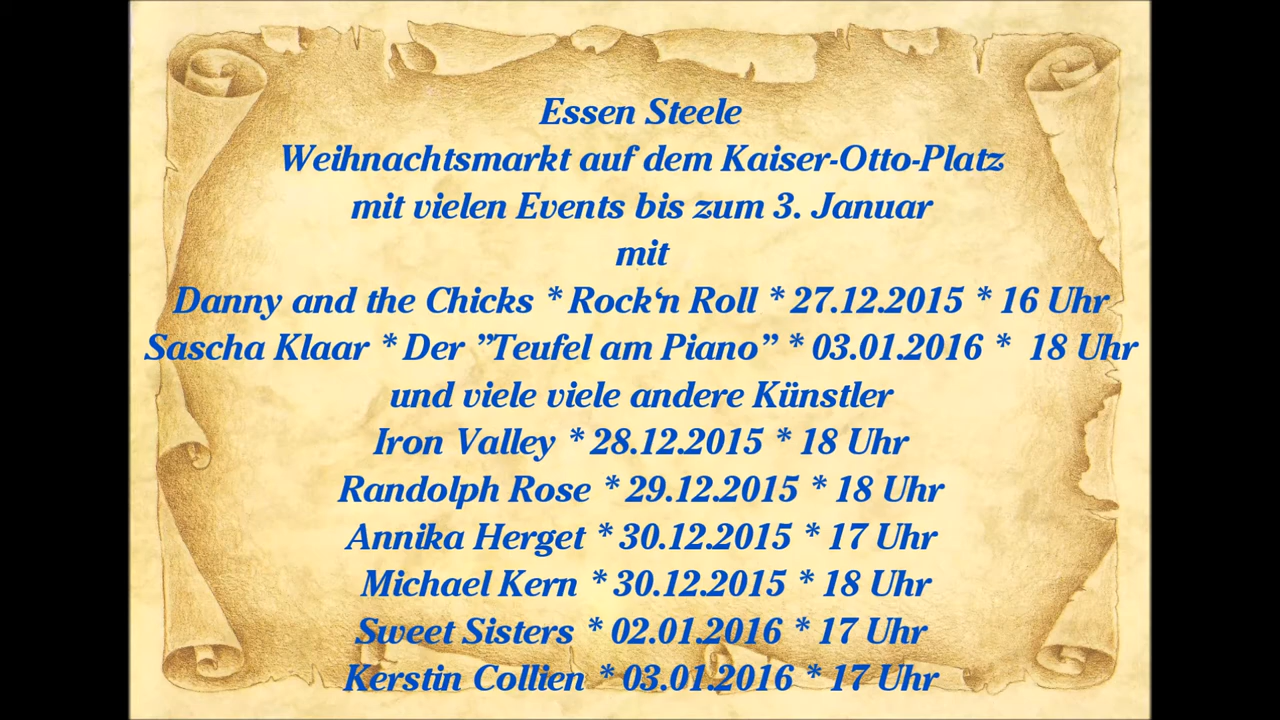 Essen Steele
Weihnachtsmarkt auf dem Kaiser-Otto-Platz
mit vielen Events bis zum 3. Januar
mit
Danny and the Chicks * Rock‘n Roll * 27.12.2015 * 16 Uhr
Sascha Klaar * Der ”Teufel am Piano” * 03.01.2016 * 18 Uhr
und viele viele andere Künstler
Iron Valley * 28.12.2015 * 18 Uhr
Randolph Rose * 29.12.2015 * 18 Uhr
Annika Herget * 30.12.2015 * 17 Uhr
Michael Kern * 30.12.2015 * 18 Uhr
Sweet Sisters * 02.01.2016 * 17 Uhr
Kerstin Collien * 03.01.2016 * 17 Uhr